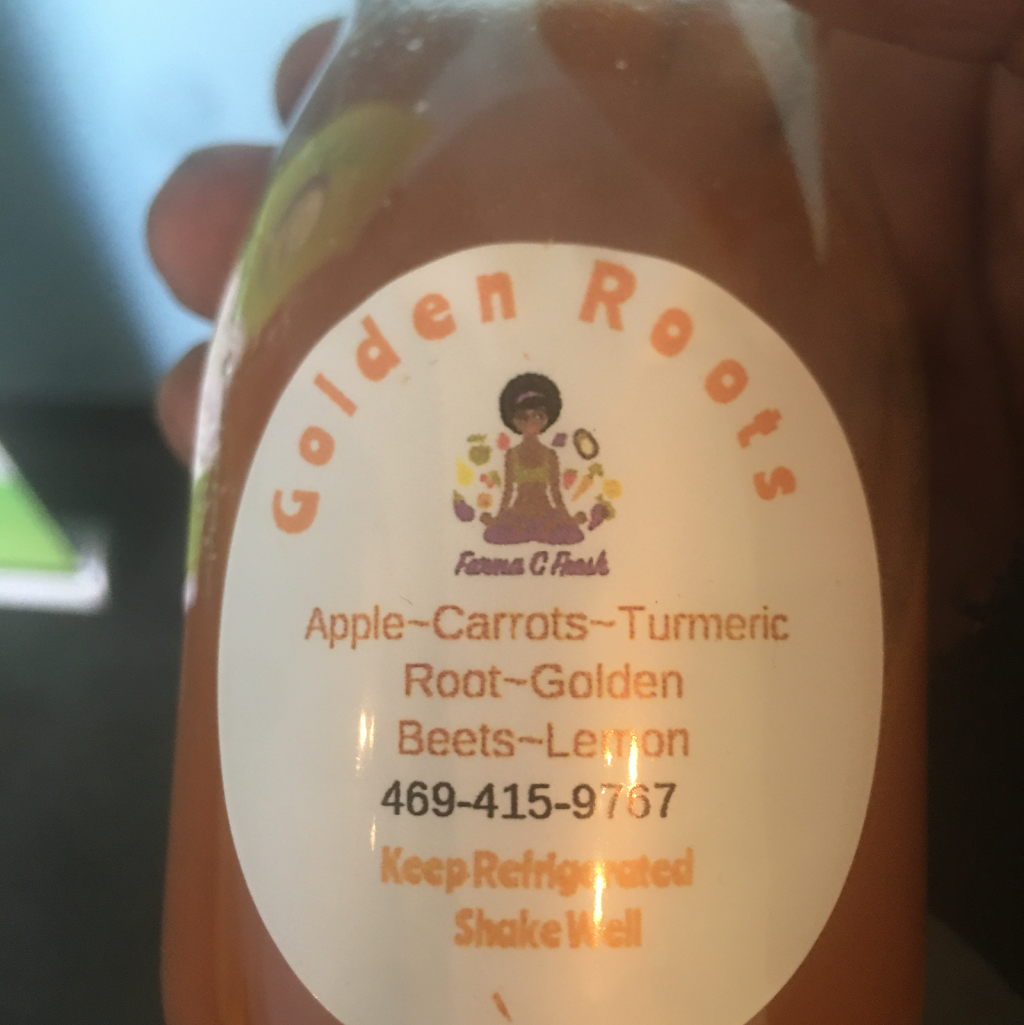 Golden Roots
Farma C Fresh
Apple~Carrots~Turmeric
Root~Golden
Beets~Lemon
469-415-9767
Keep Refrigerated
Shake Well